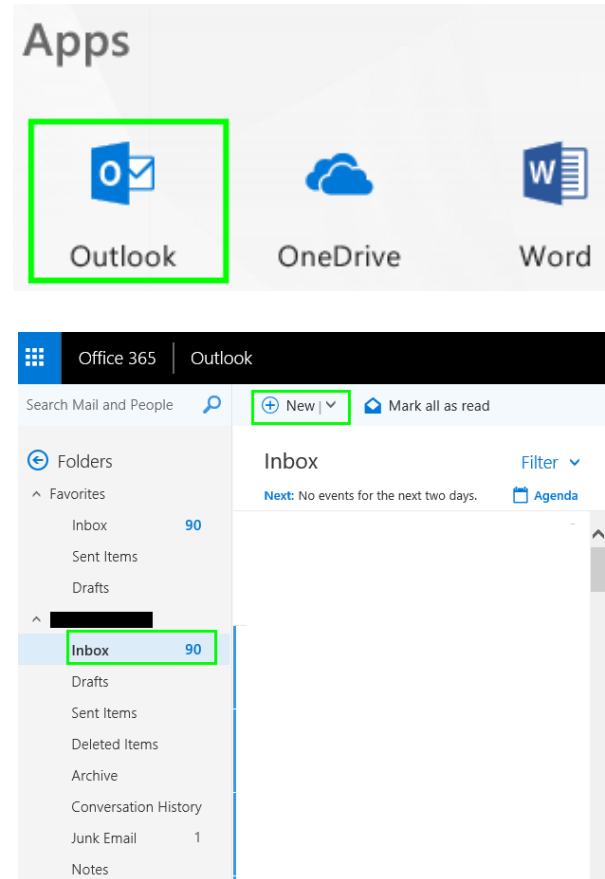 Apps
Outlook OneDrive Word
Office 365 Outlook
Search Mail and People New Mark all as read
Folders Inbox Filter
Favorites Next: No events for the next two days. Agenda
Inbox 90
Sent Items
Drafts
Inbox 90
Drafts
Sent Items
Deleted Items
Archive
Conversation History
Junk Email 1
Notes